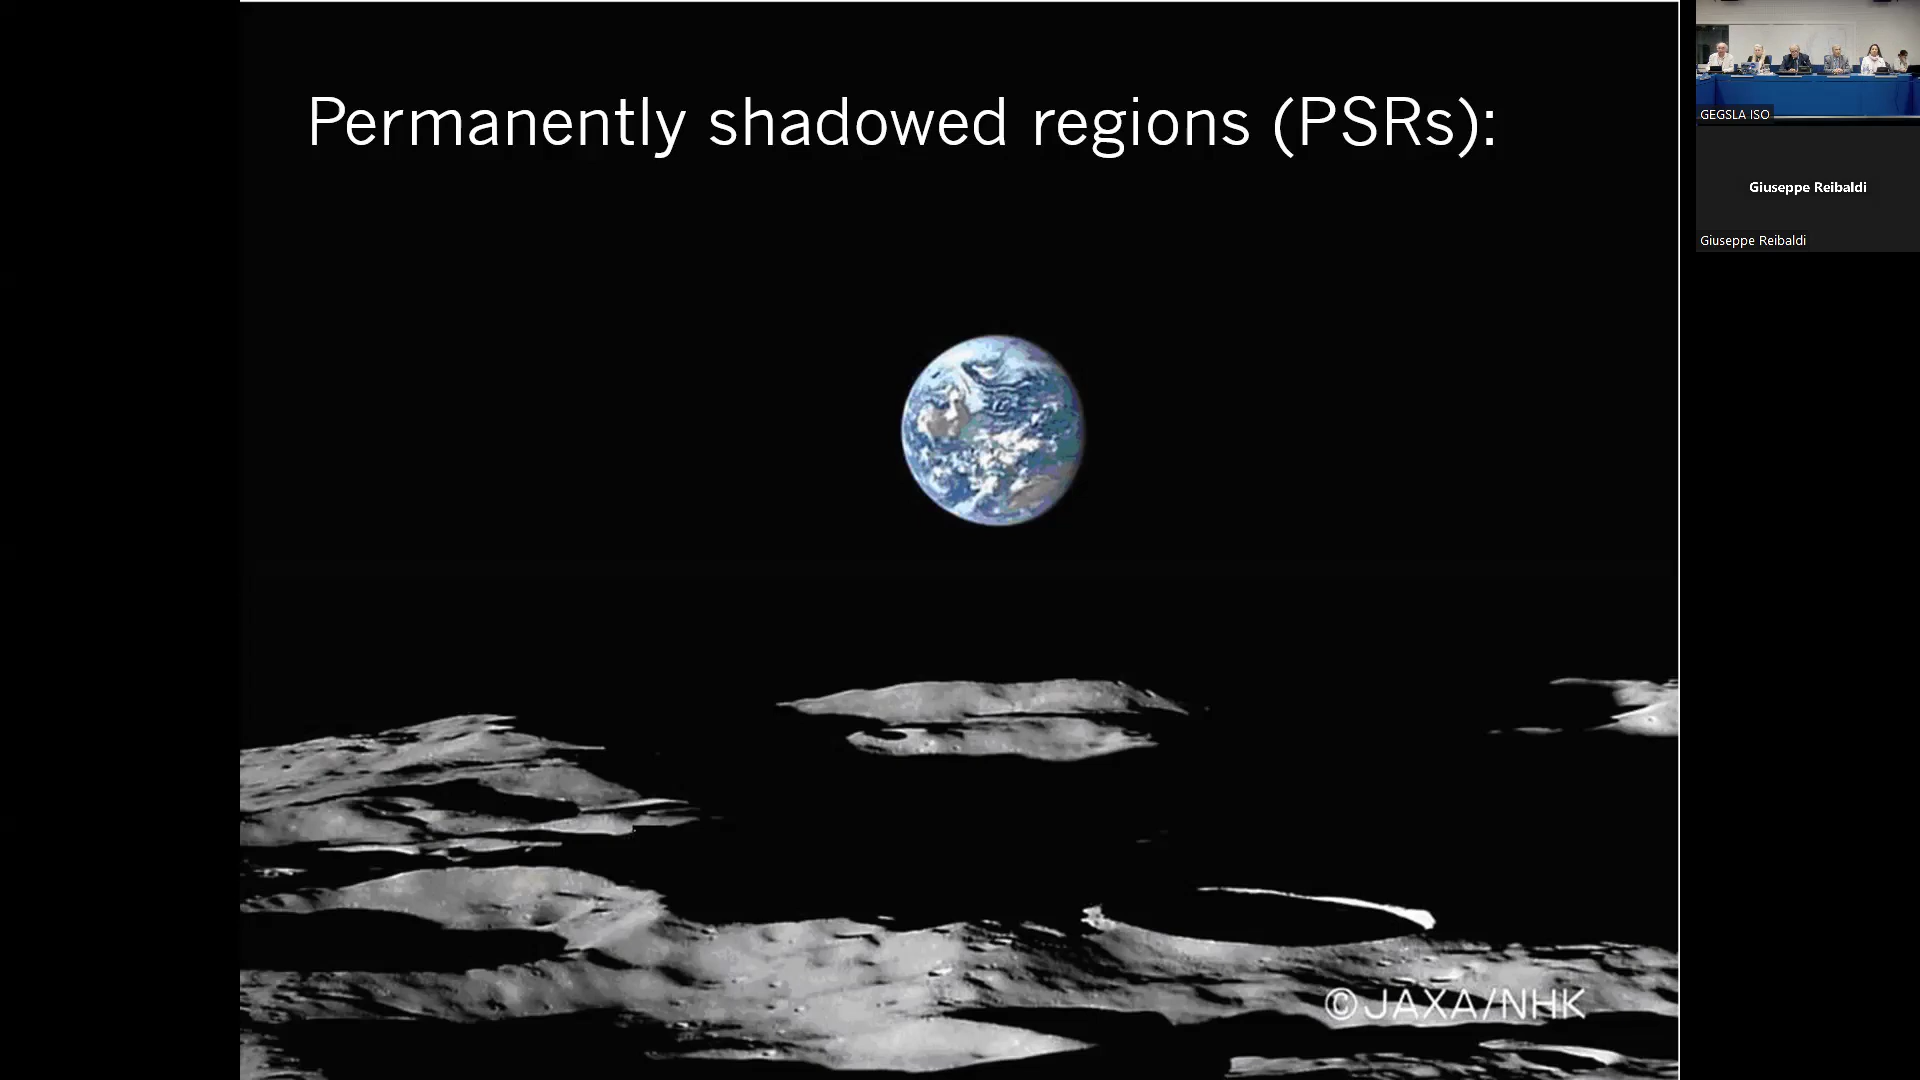 Permanently shadowed regions (PSRs):
©JAXA/NHK
GEGSLA ISO
Giuseppe Reibaldi
Giuseppe Reibaldi